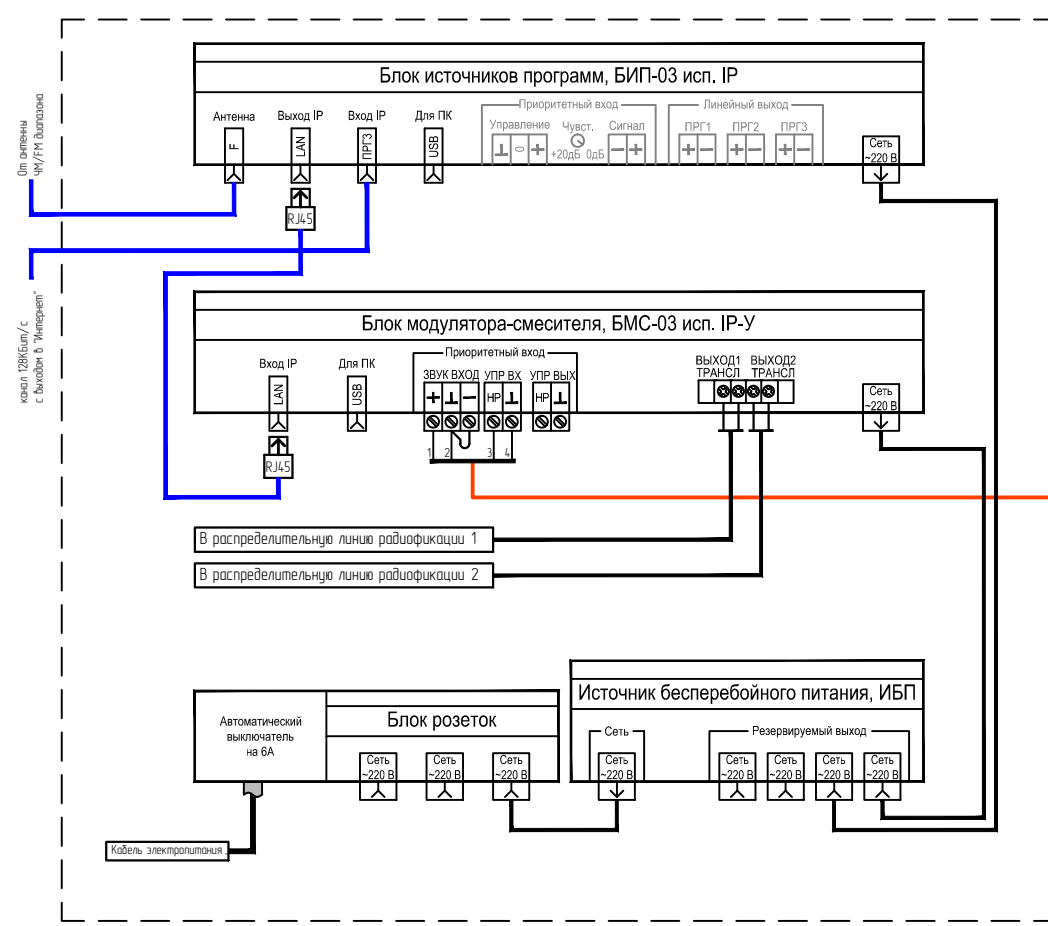 Блок источников программ, БИП-03 исп. IP
От антенны
ЧМ/FM диапазона
Антенна
Выход IP
Вход IP
Для ПК
Приоритетный вход
Линейный выход
Управление
Чувст.
Сигнал
ПРГ1
ПРГ2
ПРГ3
F
LAN
ПРГ3
USB
⊥ 0 +
+20дБ 0дБ
− +
+ −
+ −
+ −
Сеть
~220 В
RJ45
канал 128КБит/с
с выходом в "Интернет"
Блок модулятора-смесителя, БМС-03 исп. IP-У
Вход IP
Для ПК
Приоритетный вход
ЗВУК ВХОД
УПР ВХ
УПР ВЫХ
ВЫХОД1
ТРАНСЛ
ВЫХОД2
ТРАНСЛ
LAN
USB
+ ⊥ −
НР ⊥
НР ⊥
Сеть
~220 В
1 2 3 4
RJ45
В распределительную линию радиофикации 1
В распределительную линию радиофикации 2
Источник бесперебойного питания, ИБП
Автоматический
выключатель
на 6А
Блок розеток
Сеть
Резервируемый выход
Сеть
~220 В
Сеть
~220 В
Сеть
~220 В
Сеть
~220 В
Сеть
~220 В
Сеть
~220 В
Сеть
~220 В
Сеть
~220 В
Кабель электропитания